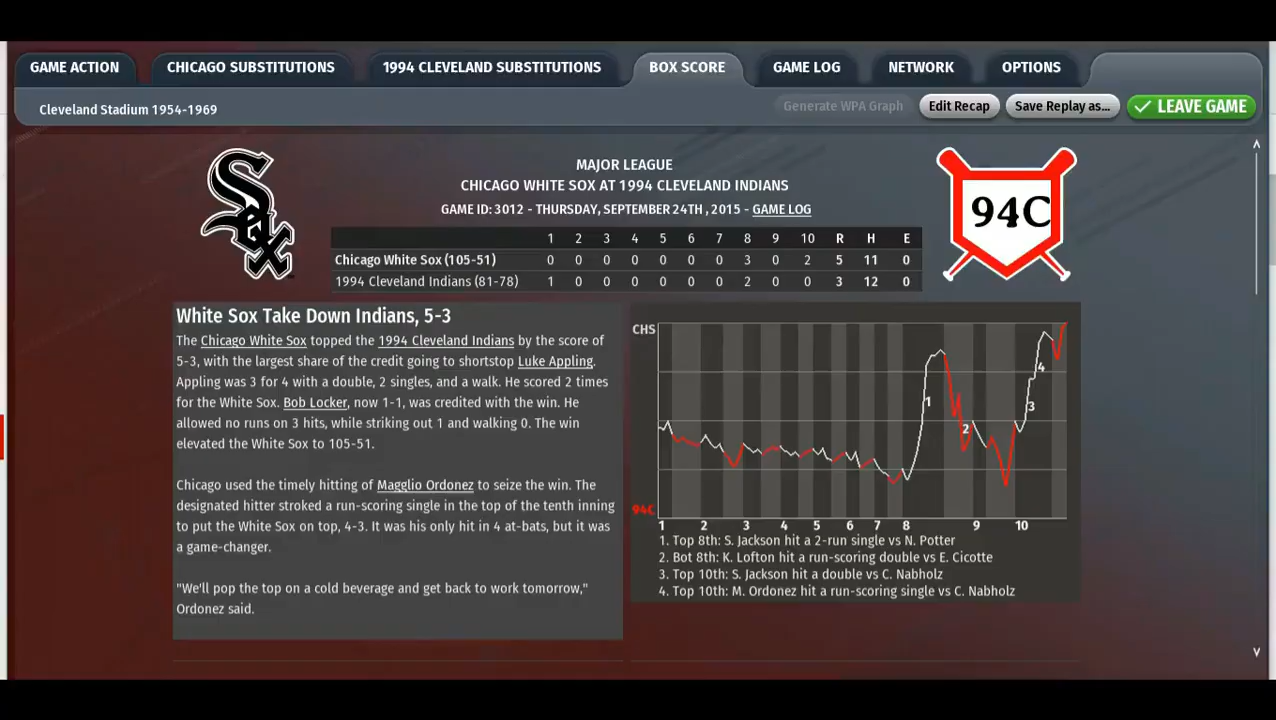 GAME ACTION CHICAGO SUBSTITUTIONS 1994 CLEVELAND SUBSTITUTIONS BOX SCORE GAME LOG NETWORK OPTIONS
Cleveland Stadium 1954-1969 Generate WPA Graph Edit Recap Save Replay as... LEAVE GAME
Sox
MAJOR LEAGUE
CHICAGO WHITE SOX AT 1994 CLEVELAND INDIANS
GAME ID: 3012 - THURSDAY, SEPTEMBER 24TH , 2015 - GAME LOG
94C
1 2 3 4 5 6 7 8 9 10 R H E
Chicago White Sox (105-51) 0 0 0 0 0 0 0 3 0 2 5 11 0
1994 Cleveland Indians (81-78) 1 0 0 0 0 0 0 2 0 0 3 12 0
White Sox Take Down Indians, 5-3
The Chicago White Sox topped the 1994 Cleveland Indians by the score of
5-3, with the largest share of the credit going to shortstop Luke Appling.
Appling was 3 for 4 with a double, 2 singles, and a walk. He scored 2 times
for the White Sox. Bob Locker, now 1-1, was credited with the win. He
allowed no runs on 3 hits, while striking out 1 and walking 0. The win
elevated the White Sox to 105-51.
Chicago used the timely hitting of Magglio Ordonez to seize the win. The
designated hitter stroked a run-scoring single in the top of the tenth inning
to put the White Sox on top, 4-3. It was his only hit in 4 at-bats, but it was
a game-changer.
"We'll pop the top on a cold beverage and get back to work tomorrow,"
Ordonez said.
CHS
1
2
3
4
94C
1 2 3 4 5 6 7 8 9 10
1. Top 8th: S. Jackson hit a 2-run single vs N. Potter
2. Bot 8th: K. Lofton hit a run-scoring double vs E. Cicotte
3. Top 10th: S. Jackson hit a double vs C. Nabholz
4. Top 10th: M. Ordonez hit a run-scoring single vs C. Nabholz